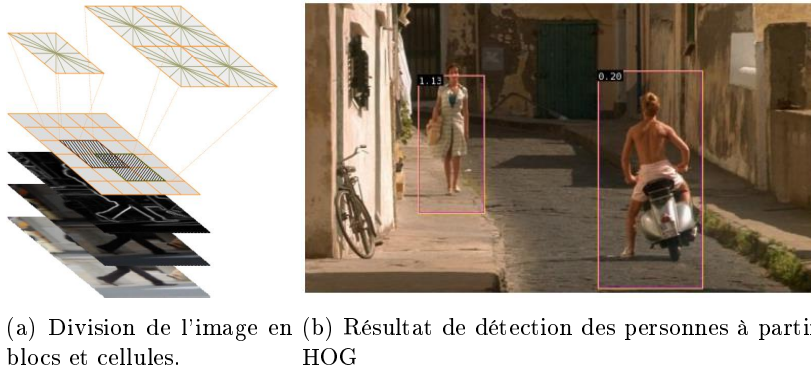 1.13
0.20
(a) Division de l'image en
blocs et cellules.
(b) Résultat de détection des personnes à parti
HOG